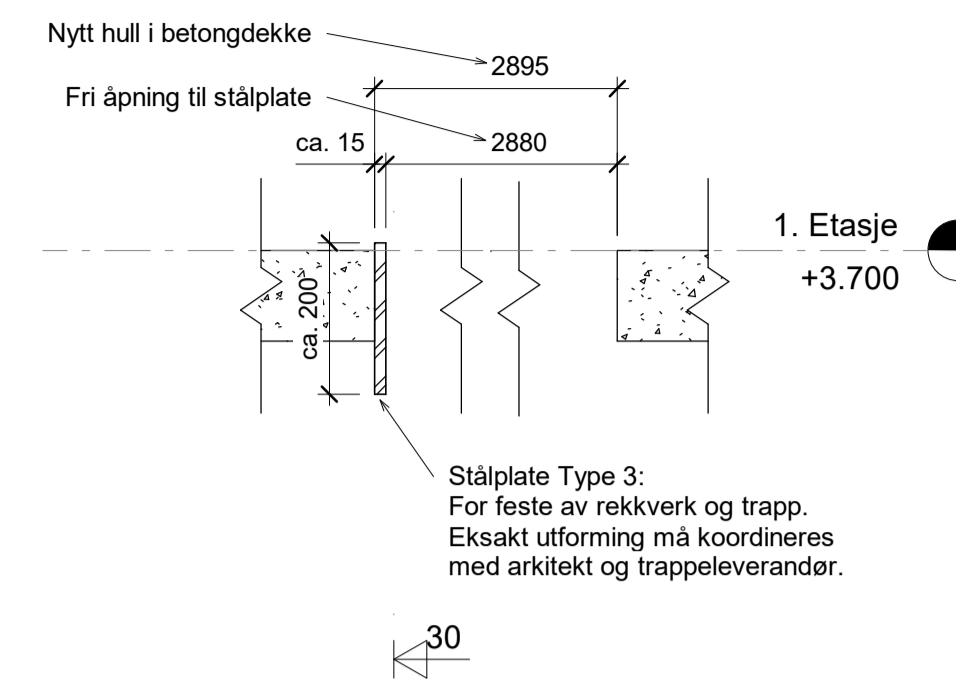 Nytt hull i betongdekke
2895
Fri åpning til stålplate
ca. 15
2880
1. Etasje
+3.700
ca. 200
Stålplate Type 3:
For feste av rekkverk og trapp.
Eksakt utforming må koordineres
med arkitekt og trappeleverandør.
30